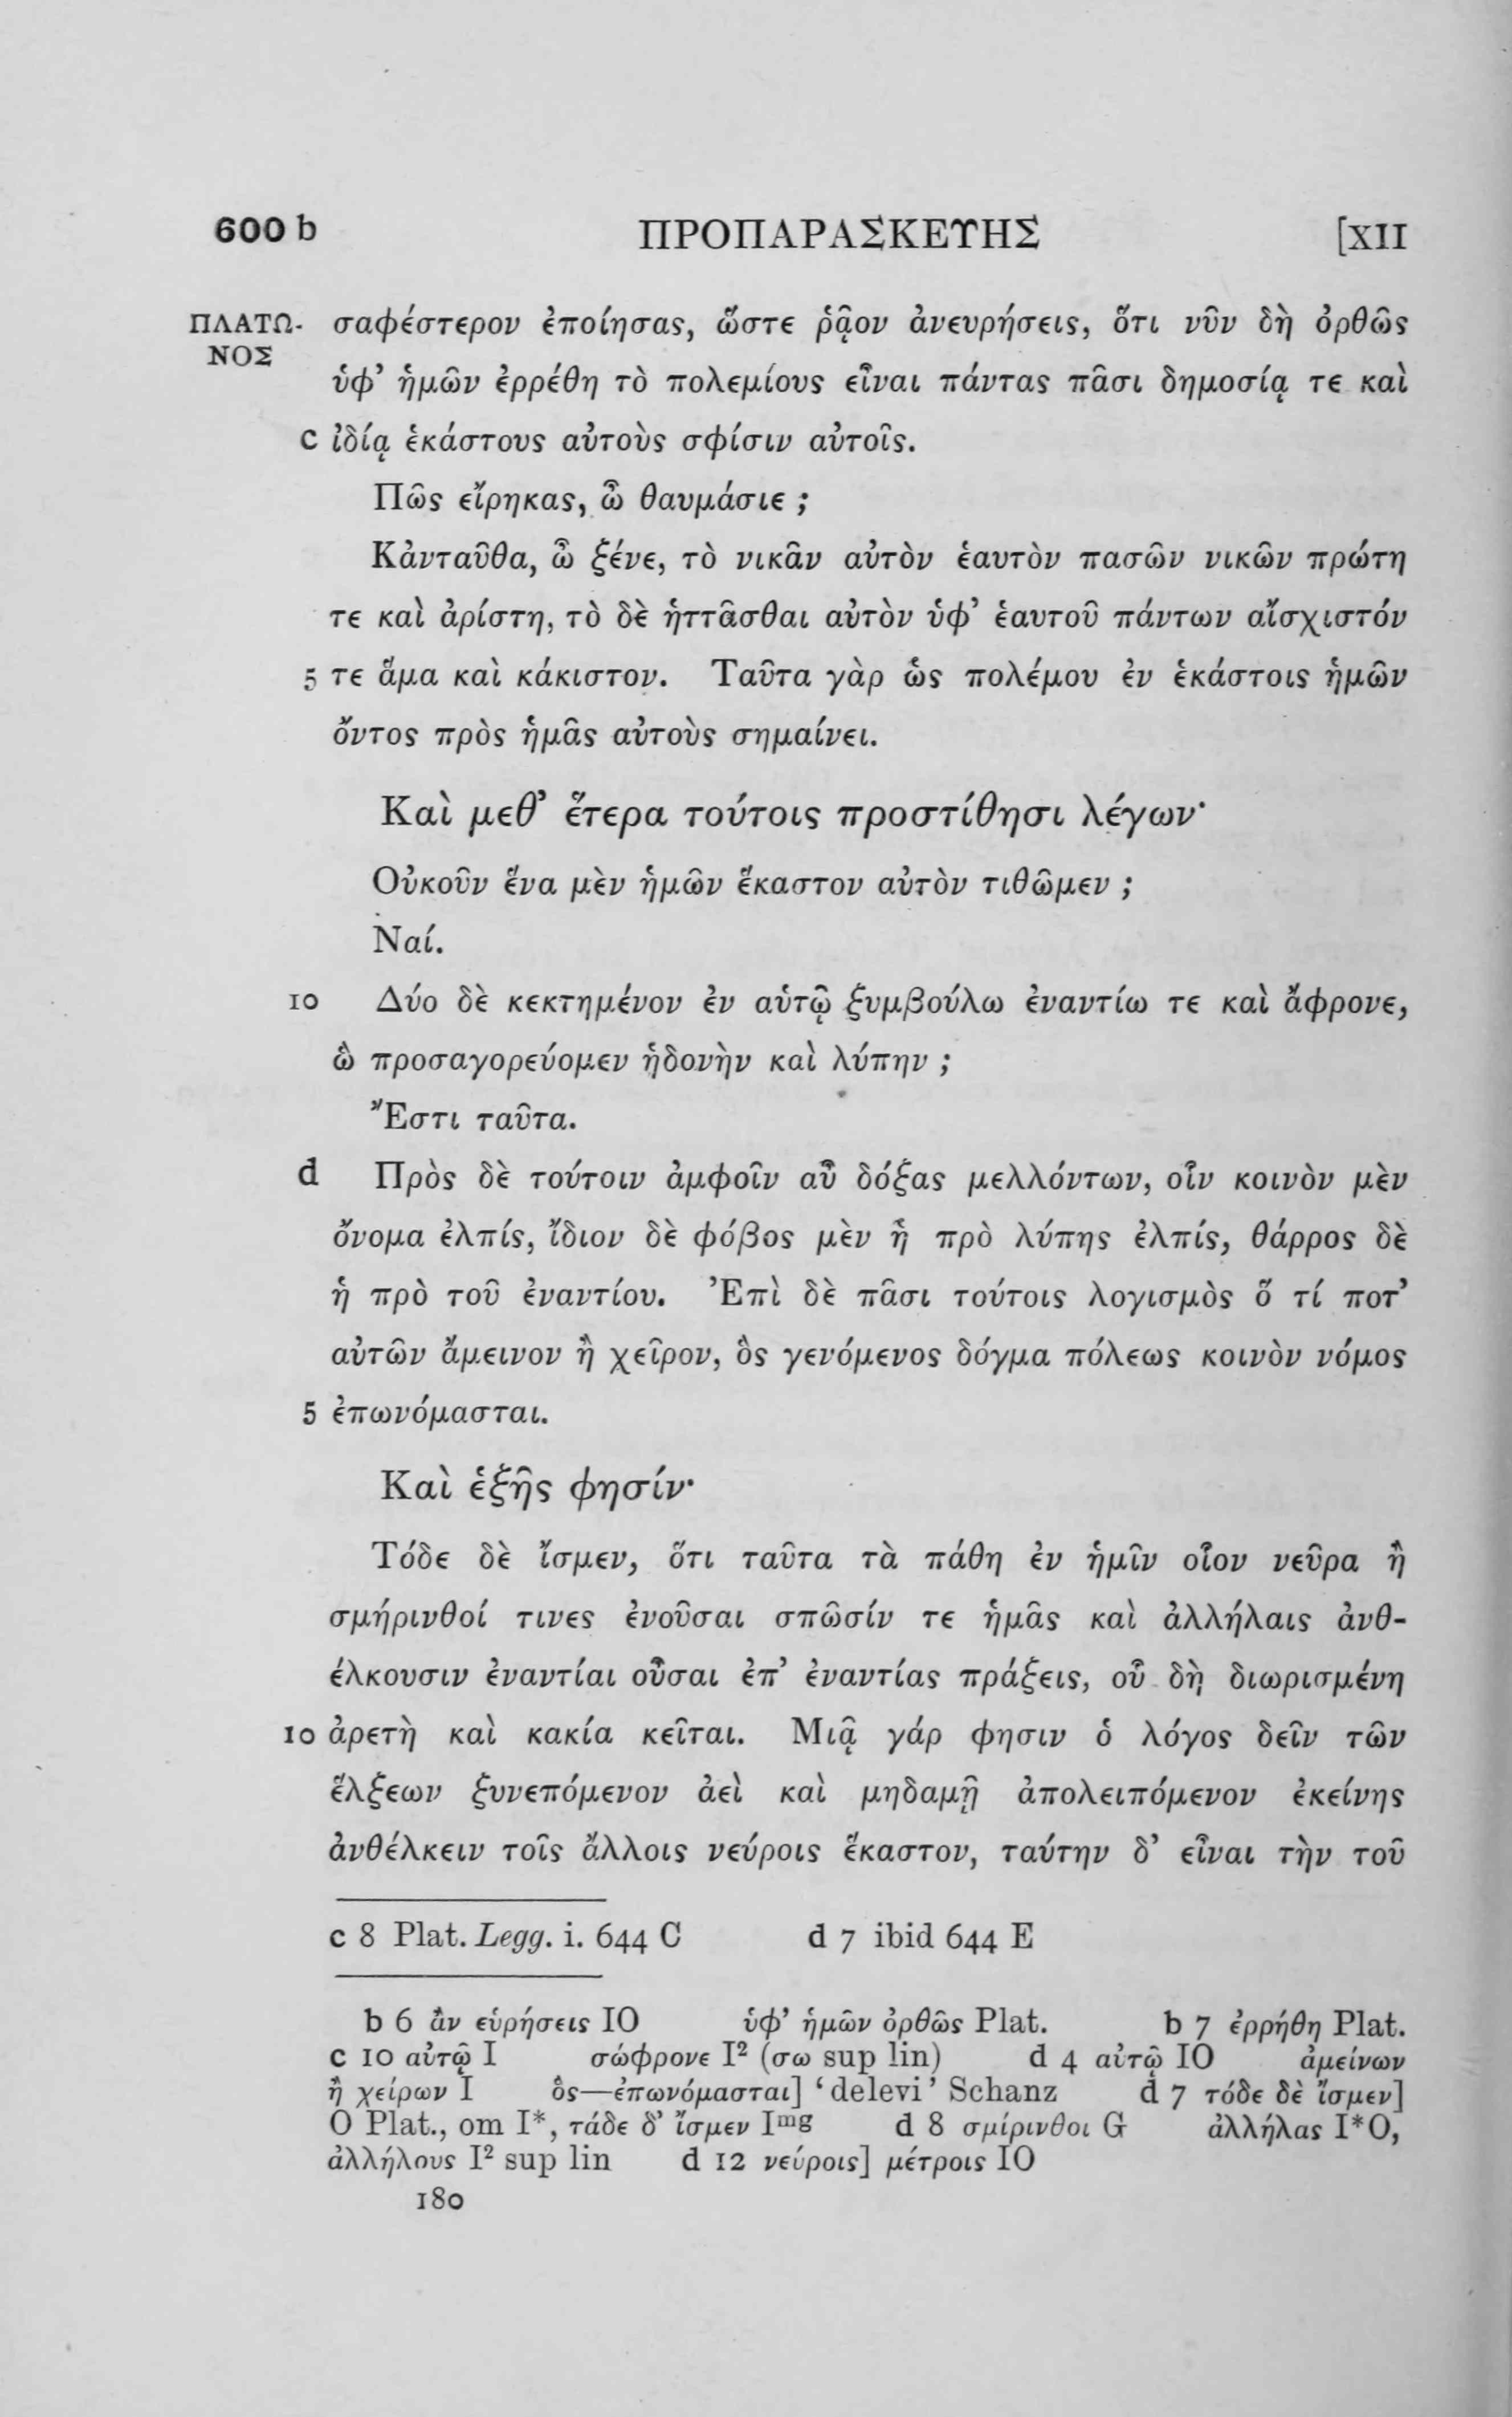 600 b ΠΡΟΠΑΡΑΣΚΕΥΗΣ [XII
ΠΛΑΤΩ- σαφέστερον ἐποίησας, ὥστε ῥᾷον ἀνευρήσεις, ὅτι νῦν δὴ ὀρθῶς
ΝΟΣ
ὑφ’ ἡμῶν ἐρρέθη τὸ πολεμίους εἶναι πάντας πᾶσι δημοσίᾳ τε καὶ
c ἰδίᾳ ἑκάστους αὐτοὺς σφίσιν αὐτοῖς.
Πῶς εἴρηκας, ὦ θαυμάσιε ;
Κἀνταῦθα, ὦ ξένε, τὸ νικᾶν αὐτὸν ἑαυτὸν πασῶν νικῶν πρώτη
τε καὶ ἀρίστη, τὸ δὲ ἡττᾶσθαι αὐτὸν ὑφ’ ἑαυτοῦ πάντων αἴσχιστόν
5 τε ἅμα καὶ κάκιστον. Ταῦτα γὰρ ὡς πολέμου ἐν ἑκάστοις ἡμῶν
ὄντος πρὸς ἡμᾶς αὐτοὺς σημαίνει.
Καὶ μεθ’ ἕτερα τούτοις προστίθησι λέγων·
Οὐκοῦν ἕνα μὲν ἡμῶν ἕκαστον αὐτὸν τιθῶμεν ;
Ναί.
10 Δύο δὲ κεκτημένον ἐν αὑτῷ ξυμβούλω ἐναντίω τε καὶ ἄφρονε,
ὣ προσαγορεύομεν ἡδονὴν καὶ λύπην ;
Ἔστι ταῦτα.
d Πρὸς δὲ τούτοιν ἀμφοῖν αὖ δόξας μελλόντων, οἷν κοινὸν μὲν
ὄνομα ἐλπίς, ἴδιον δὲ φόβος μὲν ἡ πρὸ λύπης ἐλπίς, θάρρος δὲ
ἡ πρὸ τοῦ ἐναντίου. Ἐπὶ δὲ πᾶσι τούτοις λογισμὸς ὅ τί ποτ’
αὐτῶν ἄμεινον ἢ χεῖρον, ὃς γενόμενος δόγμα πόλεως κοινὸν νόμος
5 ἐπωνόμασται.
Καὶ ἑξῆς φησίν·
Τόδε δὲ ἴσμεν, ὅτι ταῦτα τὰ πάθη ἐν ἡμῖν οἷον νεῦρα ἢ
σμήρινθοί τινες ἐνοῦσαι σπῶσίν τε ἡμᾶς καὶ ἀλλήλαις ἀνθ-
έλκουσιν ἐναντίαι οὖσαι ἐπ’ ἐναντίας πράξεις, οὗ δὴ διωρισμένη
10 ἀρετὴ καὶ κακία κεῖται. Μιᾷ γάρ φησιν ὁ λόγος δεῖν τῶν
ἕλξεων ξυνεπόμενον ἀεὶ καὶ μηδαμῇ ἀπολειπόμενον ἐκείνης
ἀνθέλκειν τοῖς ἄλλοις νεύροις ἕκαστον, ταύτην δ’ εἶναι τὴν τοῦ
c 8 Plat. Legg. i. 644 C d 7 ibid 644 E
b 6 ἂν εὑρήσεις IO ὑφ’ ἡμῶν ὀρθῶς Plat. b 7 ἐρρήθη Plat.
c 10 αὐτῷ I σώφρονε I² (σω sup lin) d 4 αὐτῷ IO ἀμείνων
ἢ χείρων I ὃς—ἐπωνόμασται] ‘delevi’ Schanz d 7 τόδε δὲ ἴσμεν]
O Plat., om I*, τάδε δ’ ἴσμεν Iᵐᵍ d 8 σμίρινθοι G ἀλλήλας I*O,
ἀλλήλους I² sup lin d 12 νεύροις] μέτροις IO
180